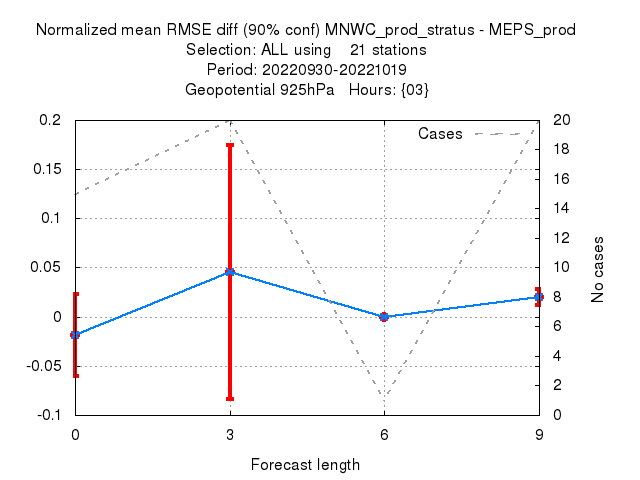 Normalized mean RMSE diff (90% conf) MNWC_prod_stratus - MEPS_prod
Selection: ALL using 21 stations
Period: 20220930-20221019
Geopotential 925hPa Hours: {03}
Cases
0.2
0.15
0.1
0.05
0
-0.05
-0.1
20
18
16
14
12
10
8
6
4
2
0
No cases
0 3 6 9
Forecast length